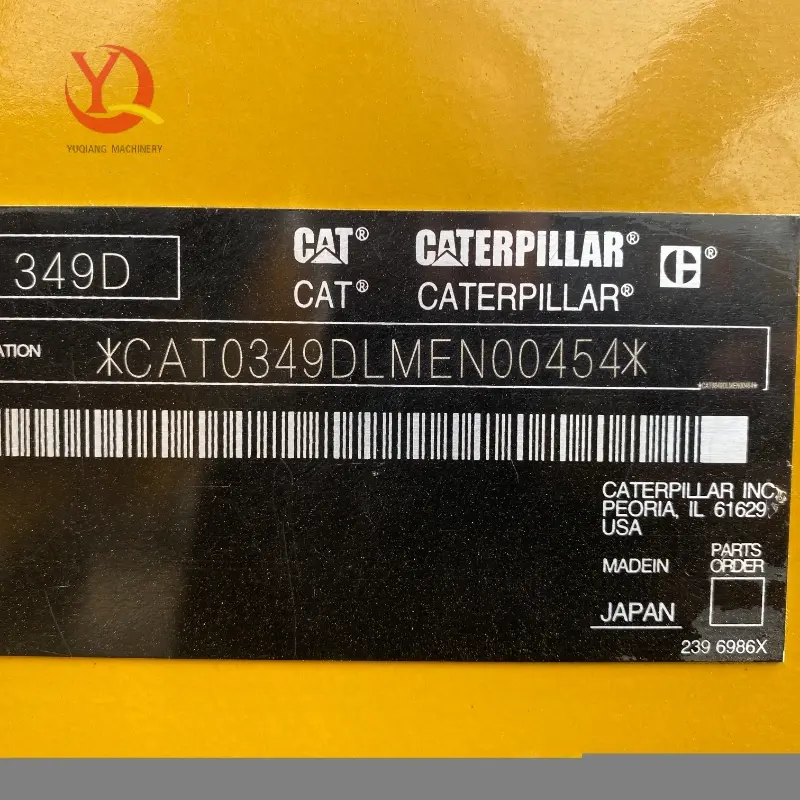 YQ
YUQIANG MACHINERY
349D
CAT® CATERPILLAR® C®
CAT® CATERPILLAR®
ATION
*CAT0349DLMEN00454*
*CAT0349DLMEN00454*
CATERPILLAR INC.
PEORIA, IL 61629
USA
MADEIN
JAPAN
PARTS
ORDER
239 6986X